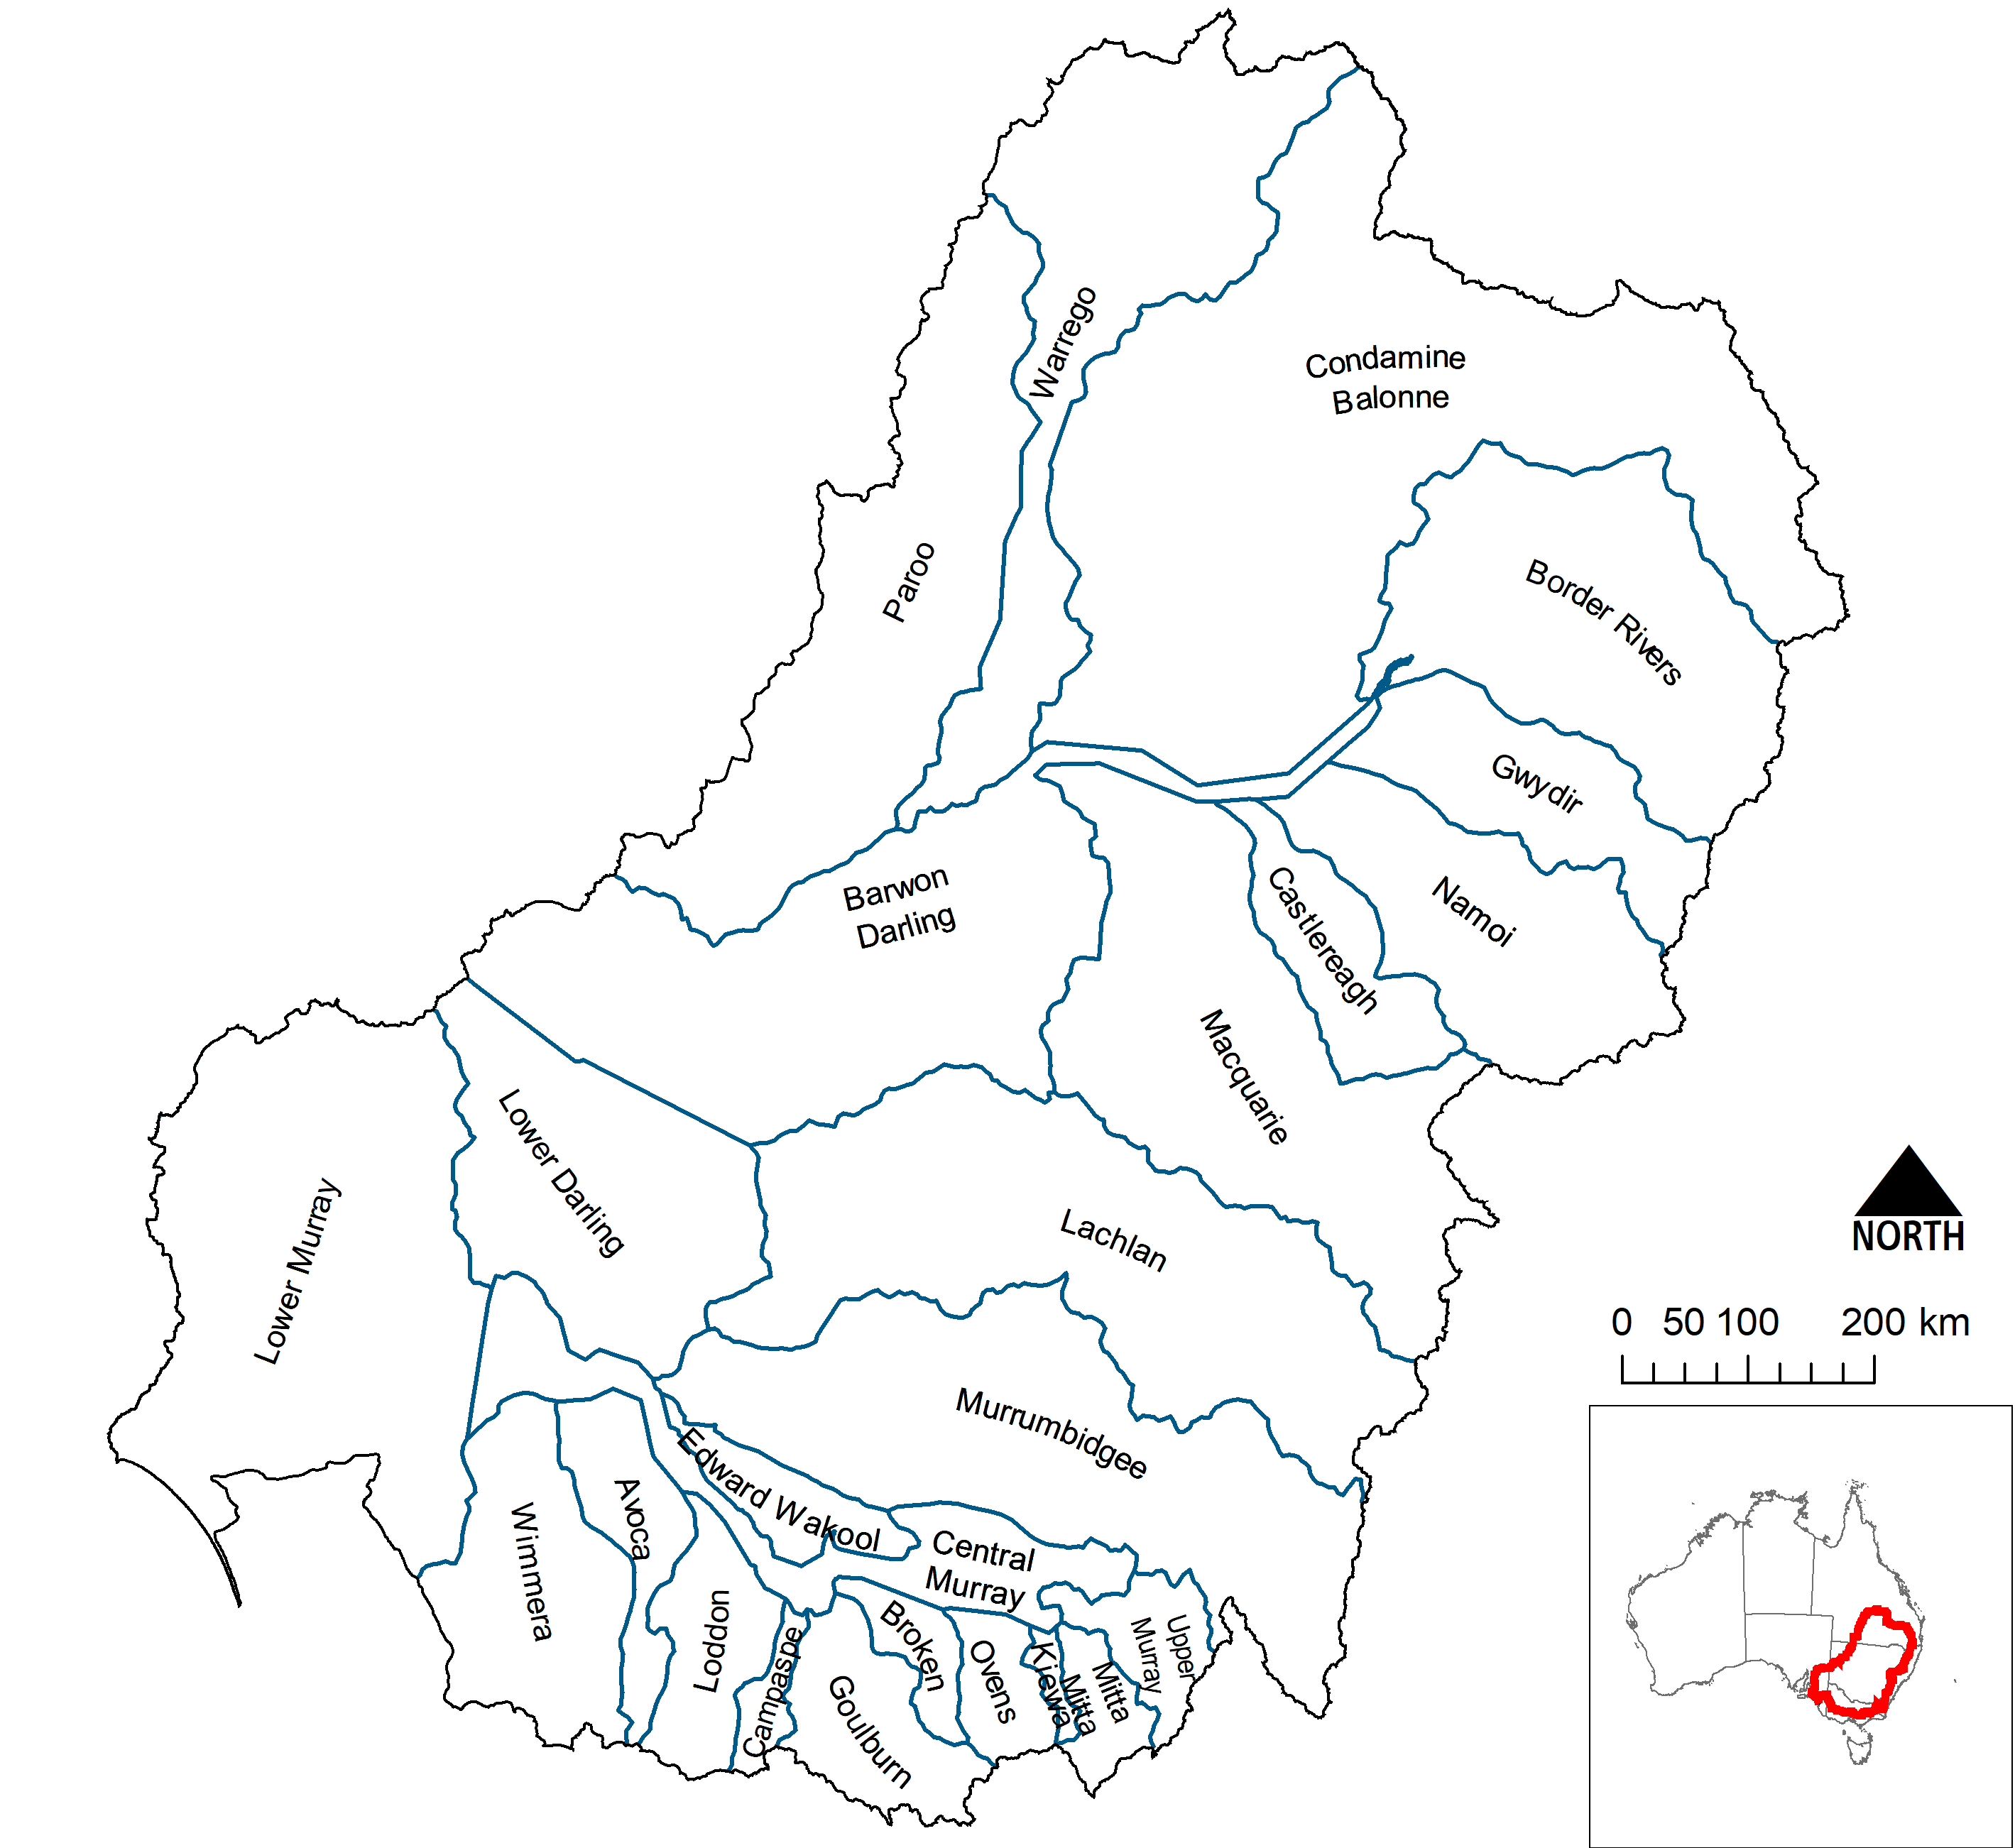 Warrego
Condamine
Balonne
Paroo
Border Rivers
Gwydir
Barwon
Darling
Castlereagh
Namoi
Macquarie
Lower Darling
Lower Murray
Lachlan
NORTH
0 50 100 200 km
Murrumbidgee
Edward Wakool
Avoca
Wimmera
Central
Murray
Loddon
Campaspe
Goulburn
Broken
Ovens
Kiewa
Mitta
Mitta
Upper
Murray